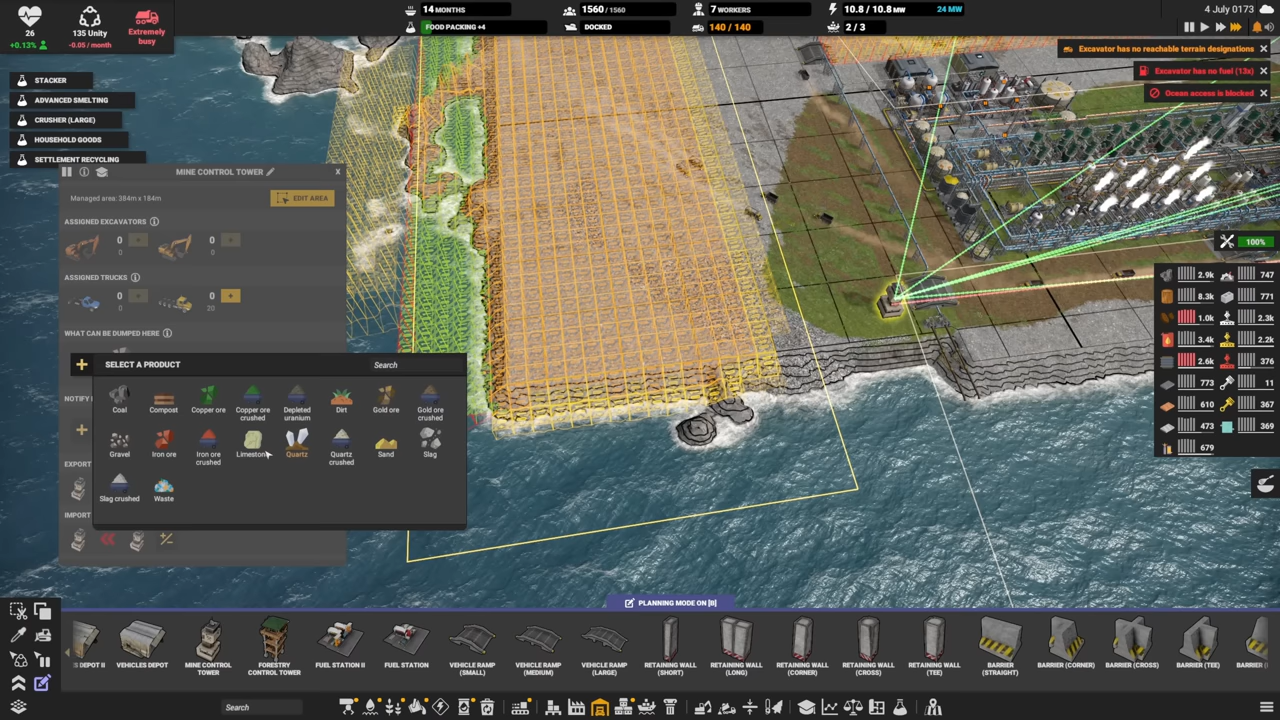 26
+0.13%
135 Unity
-0.05 / month
Extremely busy
14 MONTHS
FOOD PACKING +4
1560 / 1560
DOCKED
7 WORKERS
140 / 140
10.8 / 10.8 MW
24 MW
2 / 3
4 July 0173
Excavator has no reachable terrain designations
Excavator has no fuel (13x)
Ocean access is blocked
STACKER
ADVANCED SMELTING
CRUSHER (LARGE)
HOUSEHOLD GOODS
SETTLEMENT RECYCLING
MINE CONTROL TOWER
x
Managed area: 384m x 184m
EDIT AREA
ASSIGNED EXCAVATORS
0
0
0
0
ASSIGNED TRUCKS
0
0
0
20
WHAT CAN BE DUMPED HERE
SELECT A PRODUCT
Search
Coal
Compost
Copper ore
Copper ore crushed
Depleted uranium
Dirt
Gold ore
Gold ore crushed
Gravel
Iron ore
Iron ore crushed
Limestone
Quartz
Quartz crushed
Sand
Slag
Slag crushed
Waste
NOTIFY
EXPORT
IMPORT
100%
2.9k
747
8.3k
771
1.0k
2.3k
3.4k
2.2k
2.6k
376
773
11
610
367
473
369
679
PLANNING MODE ON [B]
S DEPOT II
VEHICLES DEPOT
MINE CONTROL TOWER
FORESTRY CONTROL TOWER
FUEL STATION II
FUEL STATION
VEHICLE RAMP (SMALL)
VEHICLE RAMP (MEDIUM)
VEHICLE RAMP (LARGE)
RETAINING WALL (SHORT)
RETAINING WALL (LONG)
RETAINING WALL (CORNER)
RETAINING WALL (CROSS)
RETAINING WALL (TEE)
BARRIER (STRAIGHT)
BARRIER (CORNER)
BARRIER (CROSS)
BARRIER (TEE)
Search